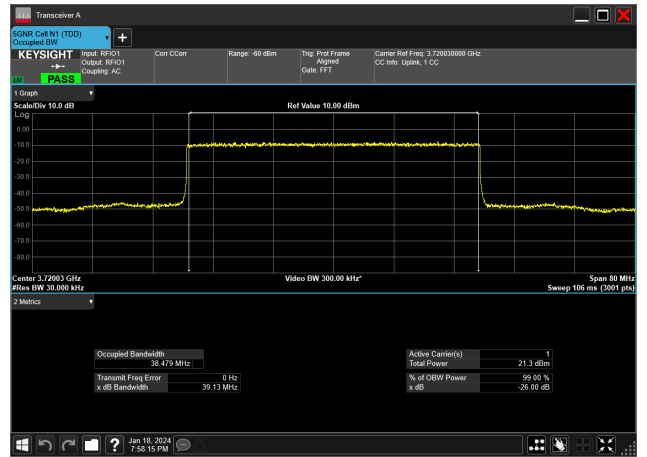 Transceiver A
5GNR Cell N1 (TDD)
Occupied BW
KEYSIGHT
LV
PASS
Input: RFIO1
Output: RFIO1
Coupling: AC
Corr CCorr
Range: -60 dBm
Trig: Prot Frame
Aligned
Gate: FFT
Carrier Ref Freq: 3.720030000 GHz
CC Info: Uplink, 1 CC
1 Graph
Scale/Div 10.0 dB
Ref Value 10.00 dBm
Log
0.00
-10.0
-20.0
-30.0
-40.0
-50.0
-60.0
-70.0
-80.0
Center 3.72003 GHz
Video BW 300.00 kHz*
Span 80 MHz
#Res BW 30.000 kHz
Sweep 106 ms (3001 pts)
2 Metrics
Occupied Bandwidth
38.479 MHz
Transmit Freq Error 0 Hz
x dB Bandwidth 39.13 MHz
Active Carrier(s) 1
Total Power 21.3 dBm
% of OBW Power 99.00 %
x dB -26.00 dB
Jan 18, 2024
7:58:15 PM